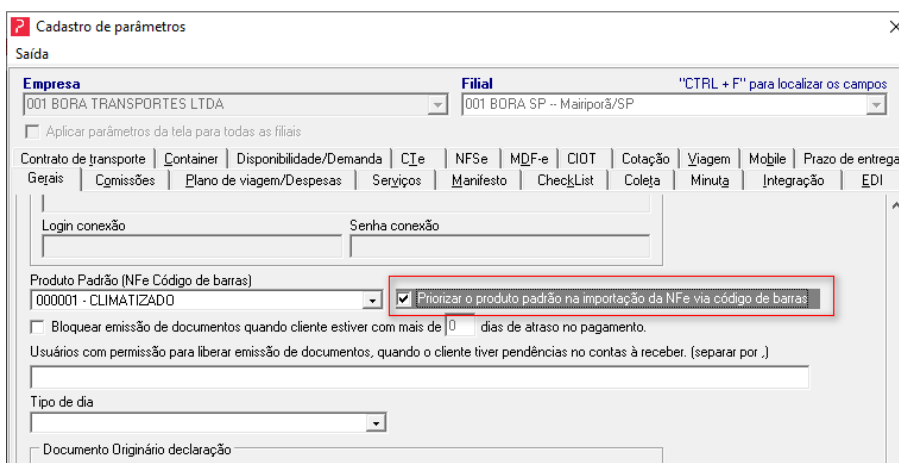 Cadastro de parâmetros
Saída
Empresa Filial "CTRL + F" para localizar os campos
001 BORA TRANSPORTES LTDA 001 BORA SP -- Mairiporã/SP
Aplicar parâmetros da tela para todas as filiais
Contrato de transporte Container Disponibilidade/Demanda CTe NFSe MDF-e CIOT Cotação Viagem Mobile Prazo de entrega
Gerais Comissões Plano de viagem/Despesas Serviços Manifesto CheckList Coleta Minuta Integração EDI
Login conexão Senha conexão
Produto Padrão (NFe Código de barras)
000001 - CLIMATIZADO Priorizar o produto padrão na importação da NFe via código de barras
Bloquear emissão de documentos quando cliente estiver com mais de 0 dias de atraso no pagamento.
Usuários com permissão para liberar emissão de documentos, quando o cliente tiver pendências no contas à receber. (separar por ,)
Tipo de dia
Documento Originário declaração